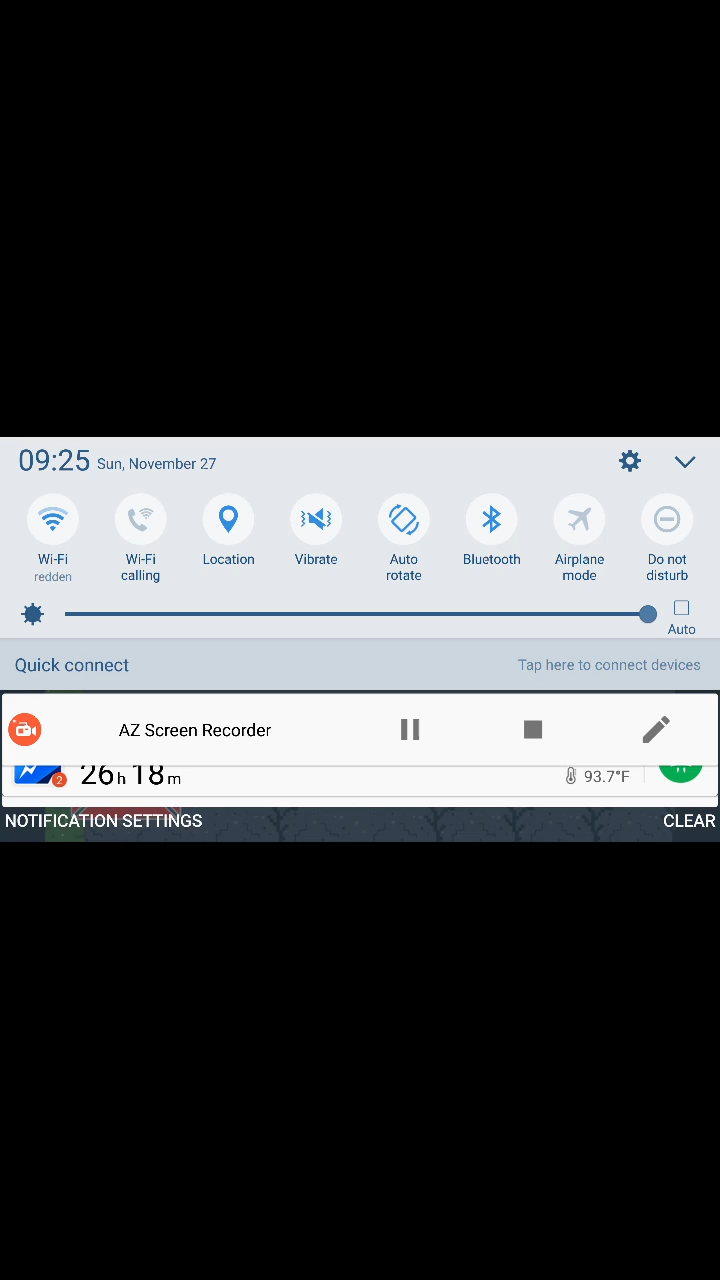 09:25 Sun, November 27
Wi-Fi
redden
Wi-Fi
calling
Location
Vibrate
Auto
rotate
Bluetooth
Airplane
mode
Do not
disturb
Auto
Quick connect
Tap here to connect devices
AZ Screen Recorder
2
26h 18m
93.7°F
NOTIFICATION SETTINGS
CLEAR